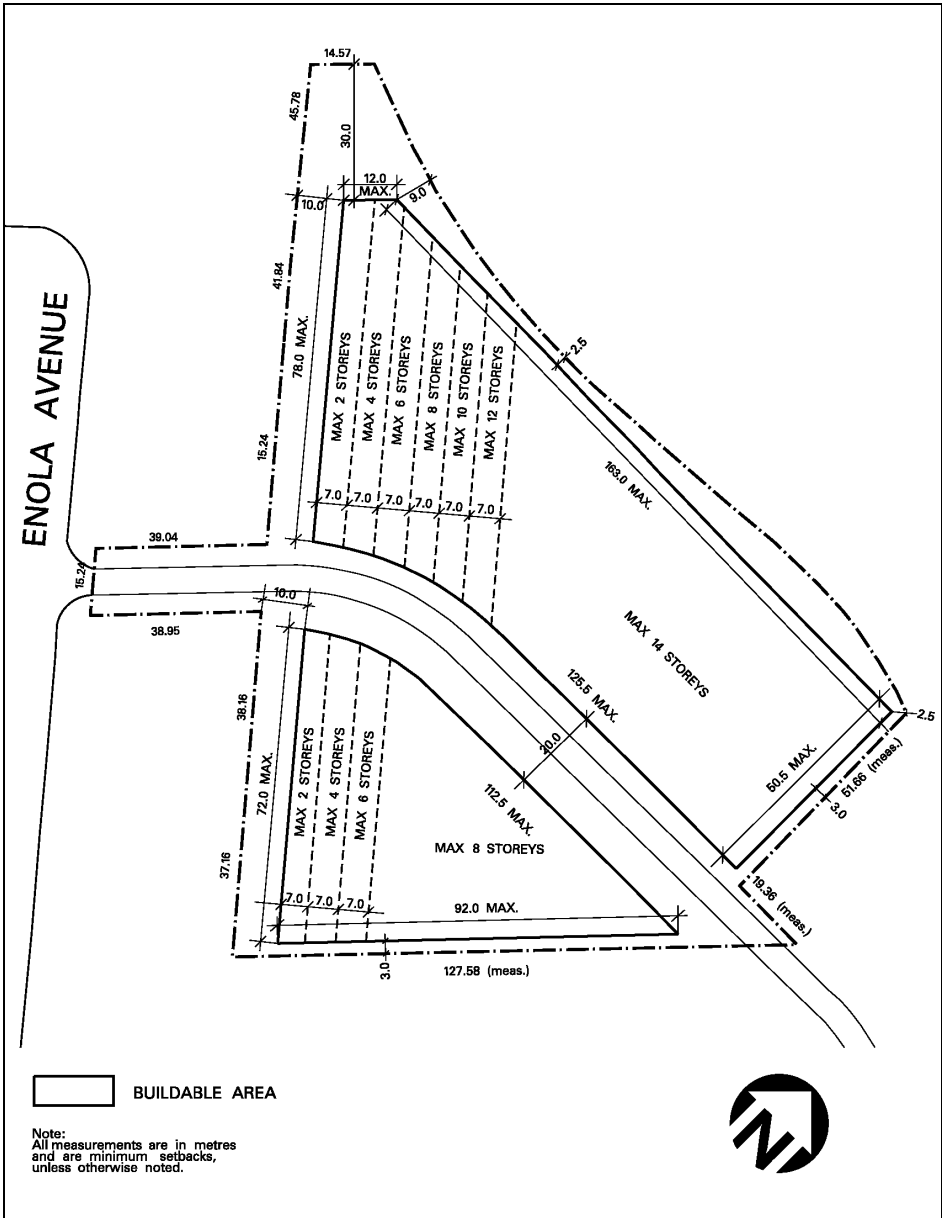 14.57
45.78
30.0
12.0
MAX.
9.0
10.0
41.84
78.0 MAX.
MAX 2 STOREYS
MAX 4 STOREYS
MAX 6 STOREYS
MAX 8 STOREYS
MAX 10 STOREYS
MAX 12 STOREYS
2.5
ENOLA AVENUE
15.24
163.0 MAX.
7.0
7.0
7.0
7.0
7.0
7.0
39.04
15.24
10.0
38.95
MAX 14 STOREYS
125.5 MAX.
20.0
2.5
50.5 MAX.
51.66 (meas.)
3.0
38.16
72.0 MAX.
MAX 2 STOREYS
MAX 4 STOREYS
MAX 6 STOREYS
112.5 MAX.
MAX 8 STOREYS
37.16
7.0
7.0
7.0
92.0 MAX.
19.36 (meas.)
3.0
127.58 (meas.)
BUILDABLE AREA
Note:
All measurements are in metres
and are minimum setbacks,
unless otherwise noted.
N